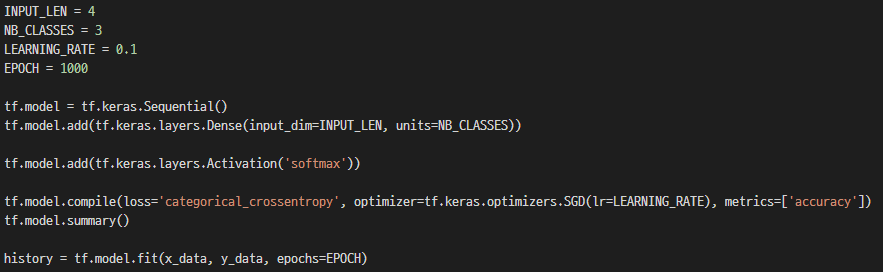 INPUT_LEN = 4
NB_CLASSES = 3
LEARNING_RATE = 0.1
EPOCH = 1000
tf.model = tf.keras.Sequential()
tf.model.add(tf.keras.layers.Dense(input_dim=INPUT_LEN, units=NB_CLASSES))
tf.model.add(tf.keras.layers.Activation('softmax'))
tf.model.compile(loss='categorical_crossentropy', optimizer=tf.keras.optimizers.SGD(lr=LEARNING_RATE), metrics=['accuracy'])
tf.model.summary()
history = tf.model.fit(x_data, y_data, epochs=EPOCH)